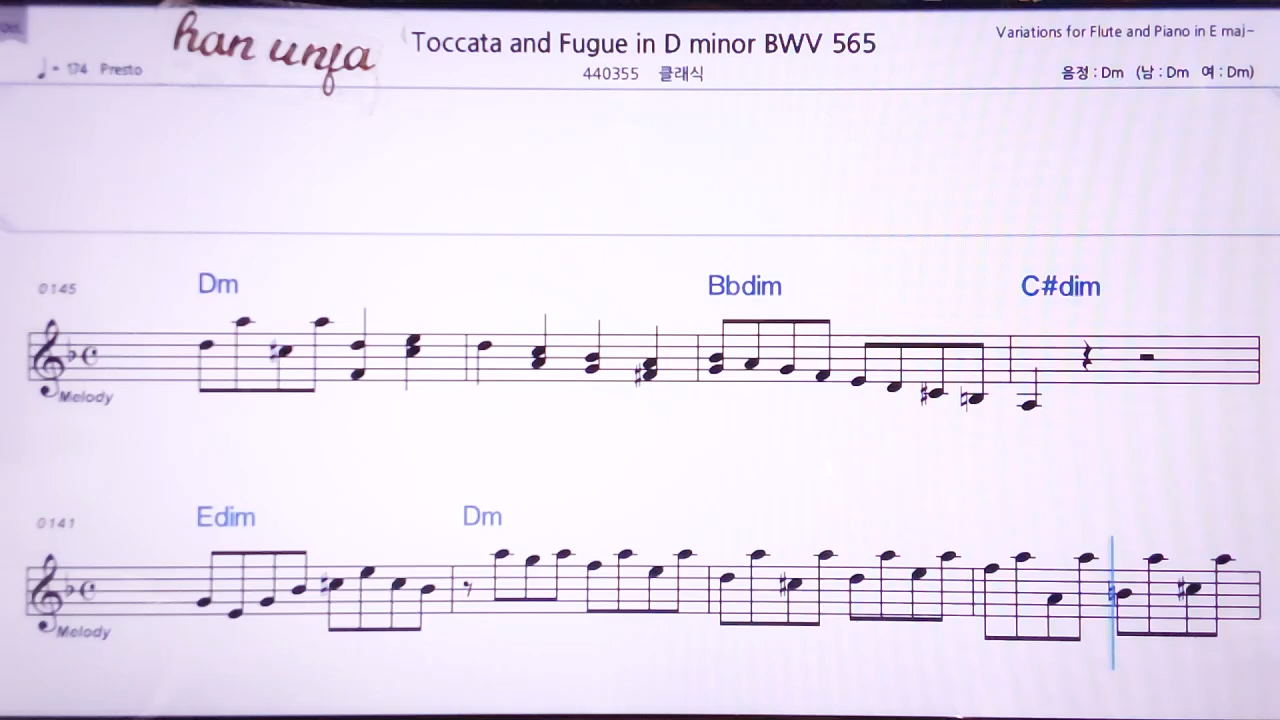 han unja
Toccata and Fugue in D minor BWV 565
Variations for Flute and Piano in E maj~
♩ = 174 Presto
440355 클래식
음정 : Dm (남 : Dm 여 : Dm)
0145
Dm Bbdim C#dim
Melody
0141
Edim Dm
Melody